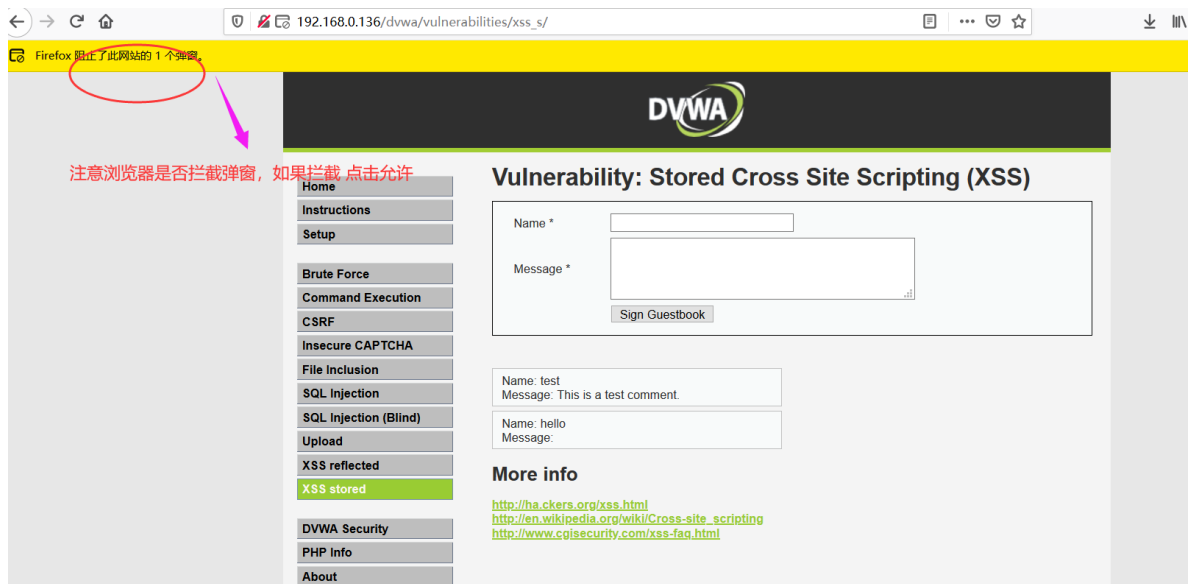 192.168.0.136/dvwa/vulnerabilities/xss_s/
Firefox 阻止了此网站的 1 个弹窗。
DVWA
注意浏览器是否拦截弹窗，如果拦截 点击允许
Home
Instructions
Setup
Brute Force
Command Execution
CSRF
Insecure CAPTCHA
File Inclusion
SQL Injection
SQL Injection (Blind)
Upload
XSS reflected
XSS stored
DVWA Security
PHP Info
About
Vulnerability: Stored Cross Site Scripting (XSS)
Name *
Message *
Sign Guestbook
Name: test
Message: This is a test comment.
Name: hello
Message:
More info
http://ha.ckers.org/xss.html
http://en.wikipedia.org/wiki/Cross-site_scripting
http://www.cgisecurity.com/xss-faq.html